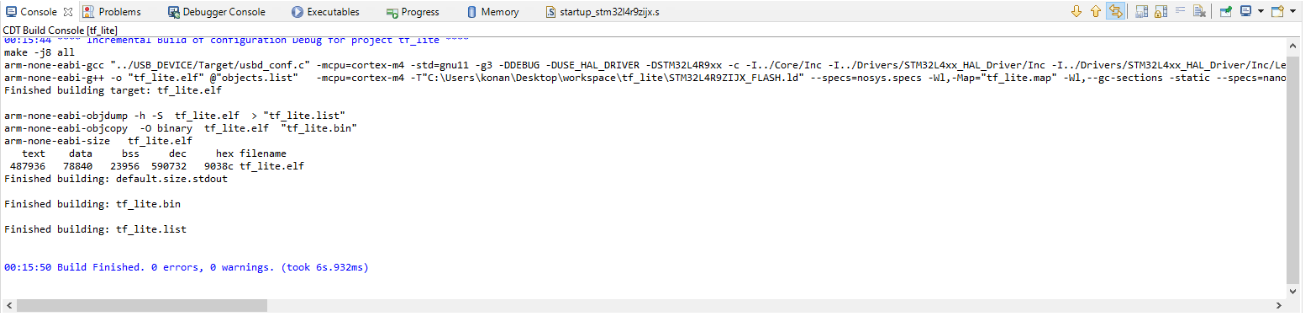 Console Problems Debugger Console Executables Progress Memory startup_stm32l4r9zijx.s
CDT Build Console [tf_lite]
00:15:44 **** Incremental Build of configuration Debug for project tf_lite ****
make -j8 all
arm-none-eabi-gcc "../USB_DEVICE/Target/usbd_conf.c" -mcpu=cortex-m4 -std=gnu11 -g3 -DDEBUG -DUSE_HAL_DRIVER -DSTM32L4R9xx -c -I../Core/Inc -I../Drivers/STM32L4xx_HAL_Driver/Inc -I../Drivers/STM32L4xx_HAL_Driver/Inc/Le
arm-none-eabi-g++ -o "tf_lite.elf" @"objects.list" -mcpu=cortex-m4 -T"C:\Users\konan\Desktop\workspace\tf_lite\STM32L4R9ZIJX_FLASH.ld" --specs=nosys.specs -Wl,-Map="tf_lite.map" -Wl,--gc-sections -static --specs=nano
Finished building target: tf_lite.elf
arm-none-eabi-objdump -h -S tf_lite.elf > "tf_lite.list"
arm-none-eabi-objcopy -O binary tf_lite.elf "tf_lite.bin"
arm-none-eabi-size tf_lite.elf
text data bss dec hex filename
487936 78840 23956 590732 9038c tf_lite.elf
Finished building: default.size.stdout
Finished building: tf_lite.bin
Finished building: tf_lite.list
00:15:50 Build Finished. 0 errors, 0 warnings. (took 6s.932ms)